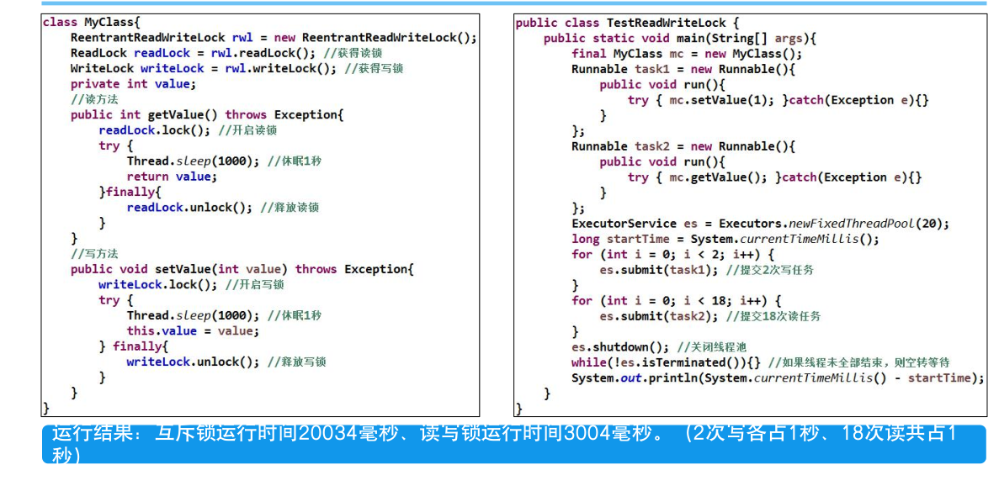 class MyClass{
ReentrantReadWriteLock rwl = new ReentrantReadWriteLock();
ReadLock readLock = rwl.readLock(); //获得读锁
WriteLock writeLock = rwl.writeLock(); //获得写锁
private int value;
//读方法
public int getValue() throws Exception{
readLock.lock(); //开启读锁
try {
Thread.sleep(1000); //休眠1秒
return value;
}finally{
readLock.unlock(); //释放读锁
}
}
//写方法
public void setValue(int value) throws Exception{
writeLock.lock(); //开启写锁
try {
Thread.sleep(1000); //休眠1秒
this.value = value;
} finally{
writeLock.unlock(); //释放写锁
}
}
}
public class TestReadWriteLock {
public static void main(String[] args){
final MyClass mc = new MyClass();
Runnable task1 = new Runnable(){
public void run(){
try { mc.setValue(1); }catch(Exception e){}
}
};
Runnable task2 = new Runnable(){
public void run(){
try { mc.getValue(); }catch(Exception e){}
}
};
ExecutorService es = Executors.newFixedThreadPool(20);
long startTime = System.currentTimeMillis();
for (int i = 0; i < 2; i++) {
es.submit(task1); //提交2次写任务
}
for (int i = 0; i < 18; i++) {
es.submit(task2); //提交18次读任务
}
es.shutdown(); //关闭线程池
while(!es.isTerminated()){} //如果线程未全部结束，则空转等待
System.out.println(System.currentTimeMillis() - startTime);
}
}
运行结果：互斥锁运行时间20034毫秒、读写锁运行时间3004毫秒。（2次写各占1秒、18次读共占1
秒）